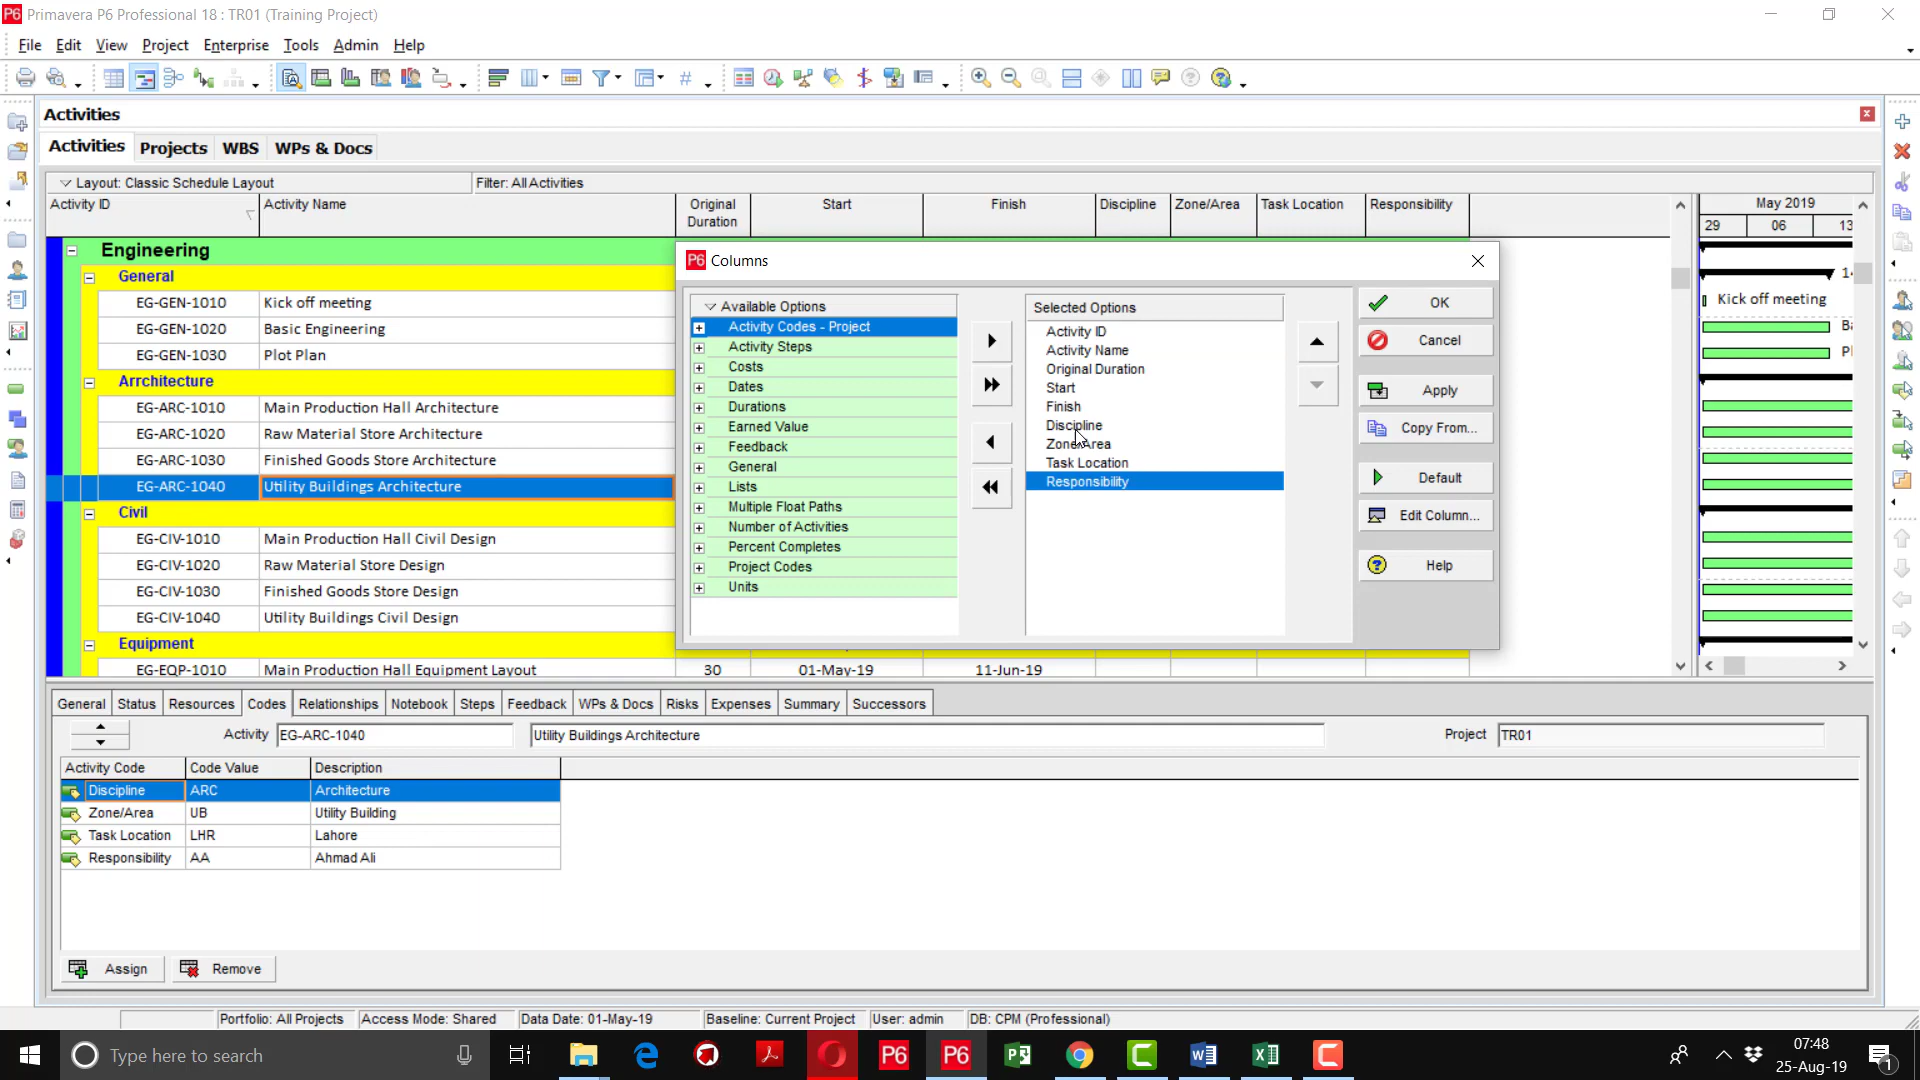 P6 Primavera P6 Professional 18 : TR01 (Training Project)
File Edit View Project Enterprise Tools Admin Help
Activities
Activities Projects WBS WPs & Docs
Layout: Classic Schedule Layout Filter: All Activities
Activity ID Activity Name Original Duration Start Finish Discipline Zone/Area Task Location Responsibility May 2019
29 06 13
Engineering
General
EG-GEN-1010 Kick off meeting Kick off meeting
EG-GEN-1020 Basic Engineering
EG-GEN-1030 Plot Plan
Arrchitecture
EG-ARC-1010 Main Production Hall Architecture
EG-ARC-1020 Raw Material Store Architecture
EG-ARC-1030 Finished Goods Store Architecture
EG-ARC-1040 Utility Buildings Architecture
Civil
EG-CIV-1010 Main Production Hall Civil Design
EG-CIV-1020 Raw Material Store Design
EG-CIV-1030 Finished Goods Store Design
EG-CIV-1040 Utility Buildings Civil Design
Equipment
EG-EQP-1010 Main Production Hall Equipment Layout 30 01-May-19 11-Jun-19
P6 Columns
Available Options
Activity Codes - Project
Activity Steps
Costs
Dates
Durations
Earned Value
Feedback
General
Lists
Multiple Float Paths
Number of Activities
Percent Completes
Project Codes
Units
Selected Options
Activity ID
Activity Name
Original Duration
Start
Finish
Discipline
Zone/Area
Task Location
Responsibility
OK
Cancel
Apply
Copy From...
Default
Edit Column...
Help
General Status Resources Codes Relationships Notebook Steps Feedback WPs & Docs Risks Expenses Summary Successors
Activity EG-ARC-1040 Utility Buildings Architecture Project TR01
Activity Code Code Value Description
Discipline ARC Architecture
Zone/Area UB Utility Building
Task Location LHR Lahore
Responsibility AA Ahmad Ali
Assign Remove
Portfolio: All Projects Access Mode: Shared Data Date: 01-May-19 Baseline: Current Project User: admin DB: CPM (Professional)
Type here to search P6 P6 07:48
25-Aug-19 1